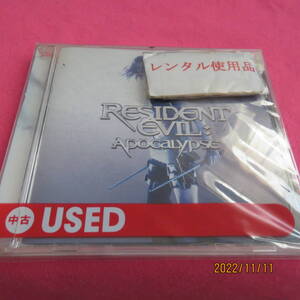 レンタル使用品
RESIDENT
EVIL:
APOCALYPSE
中古 USED
2022/11/11